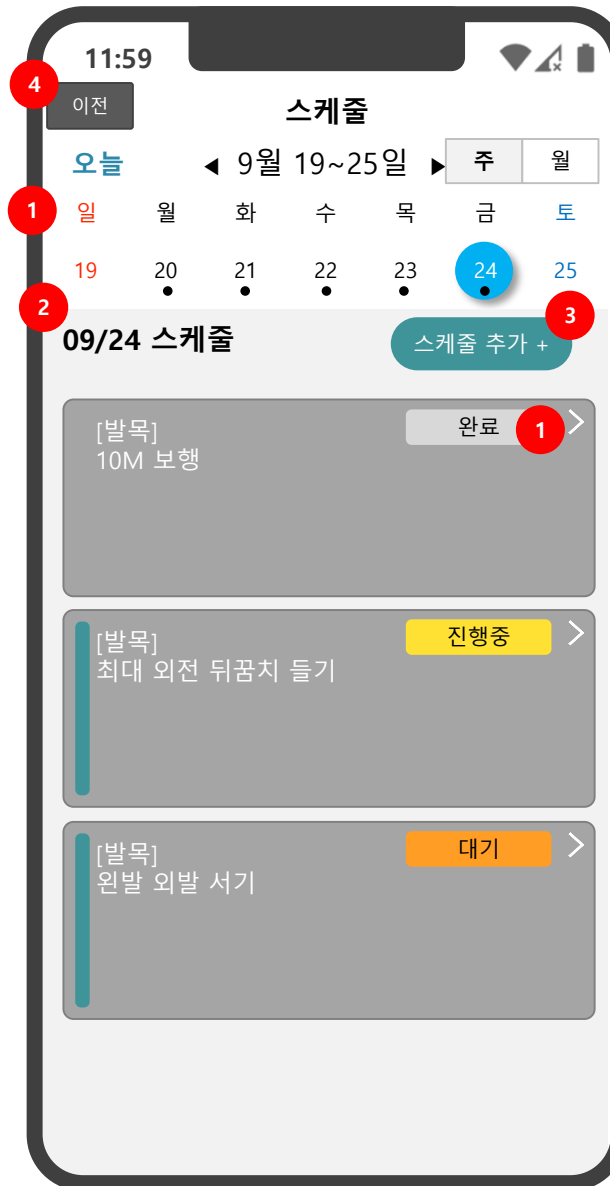 11:59
4
이전
스케줄
오늘 ◀ 9월 19~25일 ▶ 주 월
1
일 월 화 수 목 금 토
19 20 21 22 23 24 25
2
3
09/24 스케줄
스케줄 추가 +
[발목]
10M 보행
완료
1
[발목]
최대 외전 뒤꿈치 들기
진행중
[발목]
왼발 외발 서기
대기